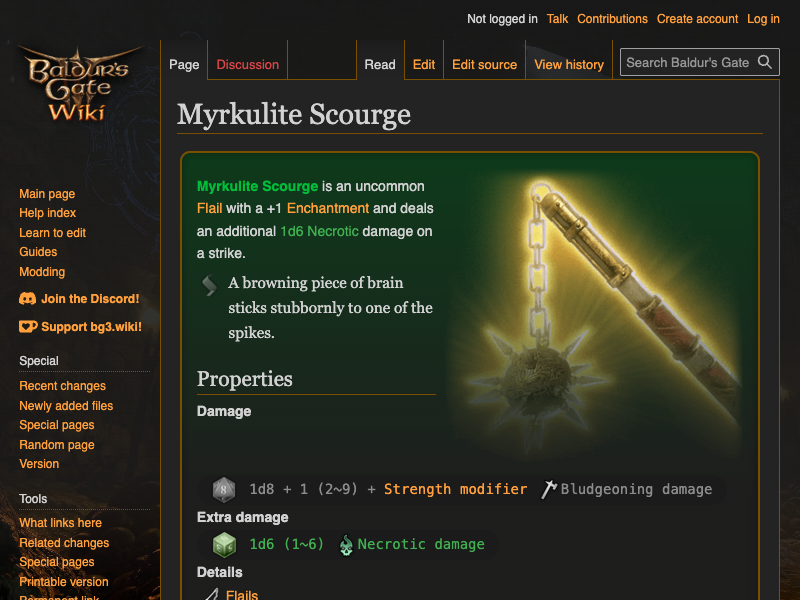 Not logged in Talk Contributions Create account Log in
Baldur's
Gate
Wiki
Page Discussion Read Edit Edit source View history Search Baldur's Gate
Myrkulite Scourge
Main page
Help index
Learn to edit
Guides
Modding
Join the Discord!
Support bg3.wiki!
Special
Recent changes
Newly added files
Special pages
Random page
Version
Tools
What links here
Related changes
Special pages
Printable version
Permanent link
Myrkulite Scourge is an uncommon
Flail with a +1 Enchantment and deals
an additional 1d6 Necrotic damage on
a strike.
A browning piece of brain
sticks stubbornly to one of the
spikes.
Properties
Damage
1d8 + 1 (2~9) + Strength modifier Bludgeoning damage
Extra damage
1d6 (1~6) Necrotic damage
Details
Flails